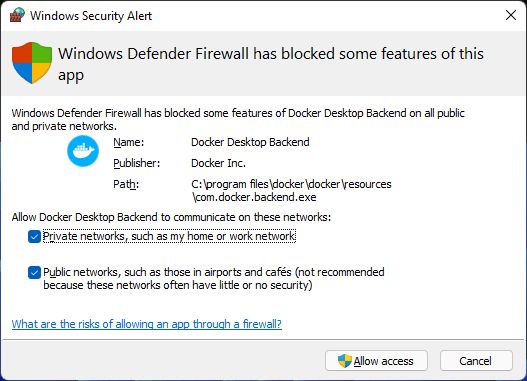 Windows Security Alert
Windows Defender Firewall has blocked some features of this
app
Windows Defender Firewall has blocked some features of Docker Desktop Backend on all public
and private networks.
Name: Docker Desktop Backend
Publisher: Docker Inc.
Path: C:\program files\docker\docker\resources
\com.docker.backend.exe
Allow Docker Desktop Backend to communicate on these networks:
Private networks, such as my home or work network
Public networks, such as those in airports and cafés (not recommended
because these networks often have little or no security)
What are the risks of allowing an app through a firewall?
Allow access
Cancel